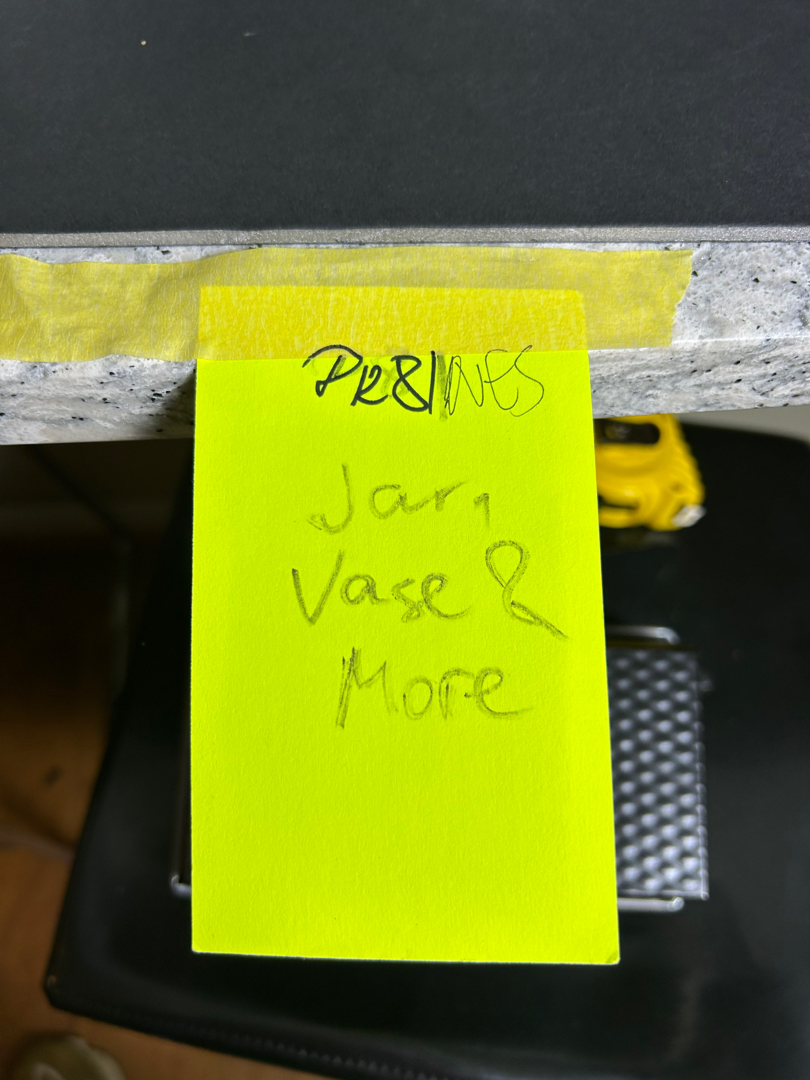 Jar,
Vase &
More